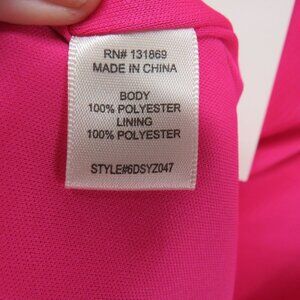 RN# 131869
MADE IN CHINA
BODY
100% POLYESTER
LINING
100% POLYESTER
STYLE#6DSYZ047